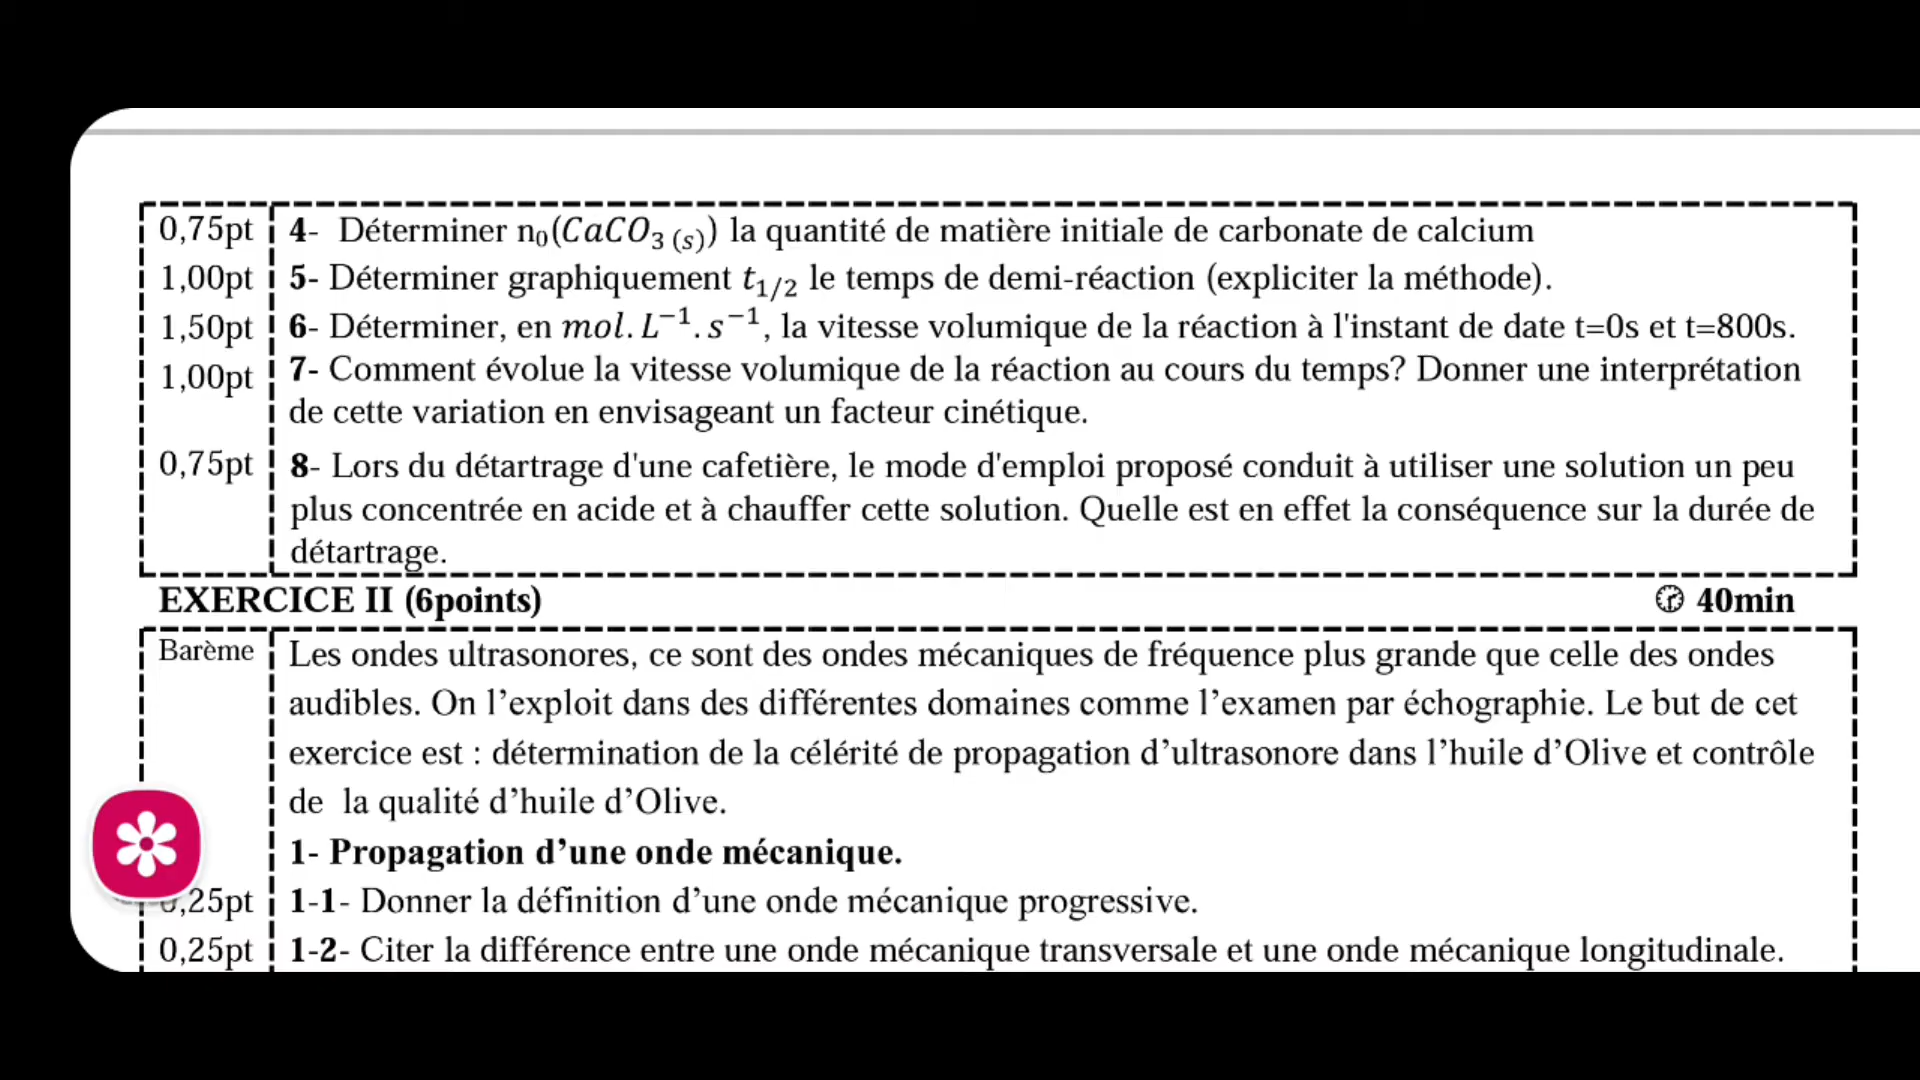 0,75pt 4- Déterminer n₀(CaCO₃ ₍s₎) la quantité de matière initiale de carbonate de calcium
1,00pt 5- Déterminer graphiquement t₁/₂ le temps de demi-réaction (expliciter la méthode).
1,50pt 6- Déterminer, en mol. L⁻¹. s⁻¹, la vitesse volumique de la réaction à l'instant de date t=0s et t=800s.
1,00pt 7- Comment évolue la vitesse volumique de la réaction au cours du temps? Donner une interprétation
de cette variation en envisageant un facteur cinétique.
0,75pt 8- Lors du détartrage d'une cafetière, le mode d'emploi proposé conduit à utiliser une solution un peu
plus concentrée en acide et à chauffer cette solution. Quelle est en effet la conséquence sur la durée de
détartrage.
EXERCICE II (6points) 40min
Barème Les ondes ultrasonores, ce sont des ondes mécaniques de fréquence plus grande que celle des ondes
audibles. On l’exploit dans des différentes domaines comme l’examen par échographie. Le but de cet
exercice est : détermination de la célérité de propagation d’ultrasonore dans l’huile d’Olive et contrôle
de la qualité d’huile d’Olive.
1- Propagation d’une onde mécanique.
0,25pt 1-1- Donner la définition d’une onde mécanique progressive.
0,25pt 1-2- Citer la différence entre une onde mécanique transversale et une onde mécanique longitudinale.